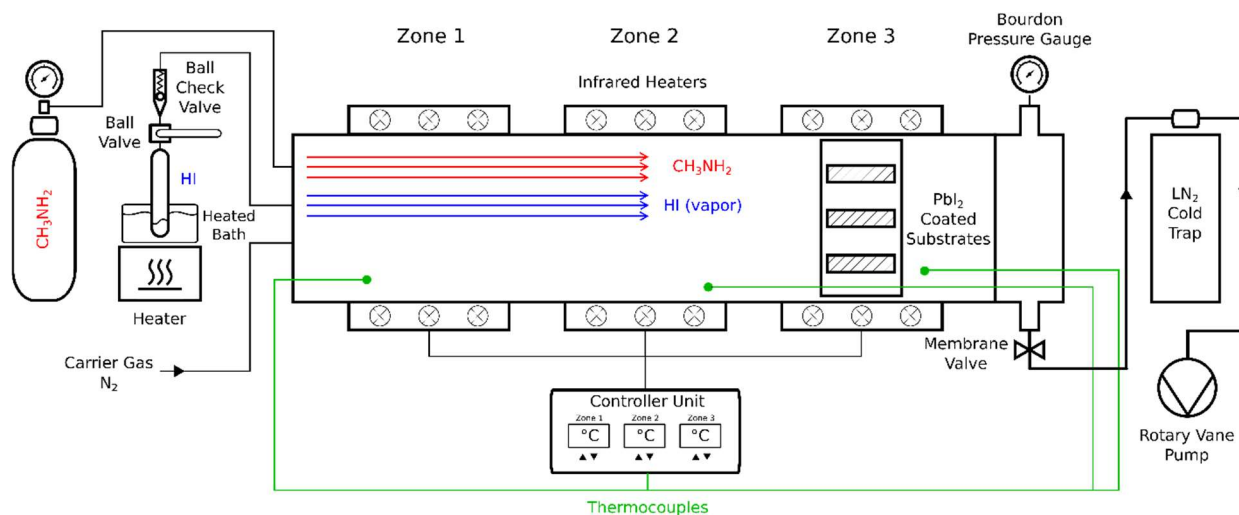 Zone 1
Zone 2
Zone 3
Bourdon
Pressure Gauge
Ball
Check
Valve
Ball
Valve
Infrared Heaters
CH₃NH₂
HI
Heated
Bath
CH₃NH₂
HI (vapor)
PbI₂
Coated
Substrates
LN₂
Cold
Trap
Heater
Carrier Gas
N₂
Membrane
Valve
Controller Unit
Zone 1
Zone 2
Zone 3
°C
°C
°C
Rotary Vane
Pump
Thermocouples